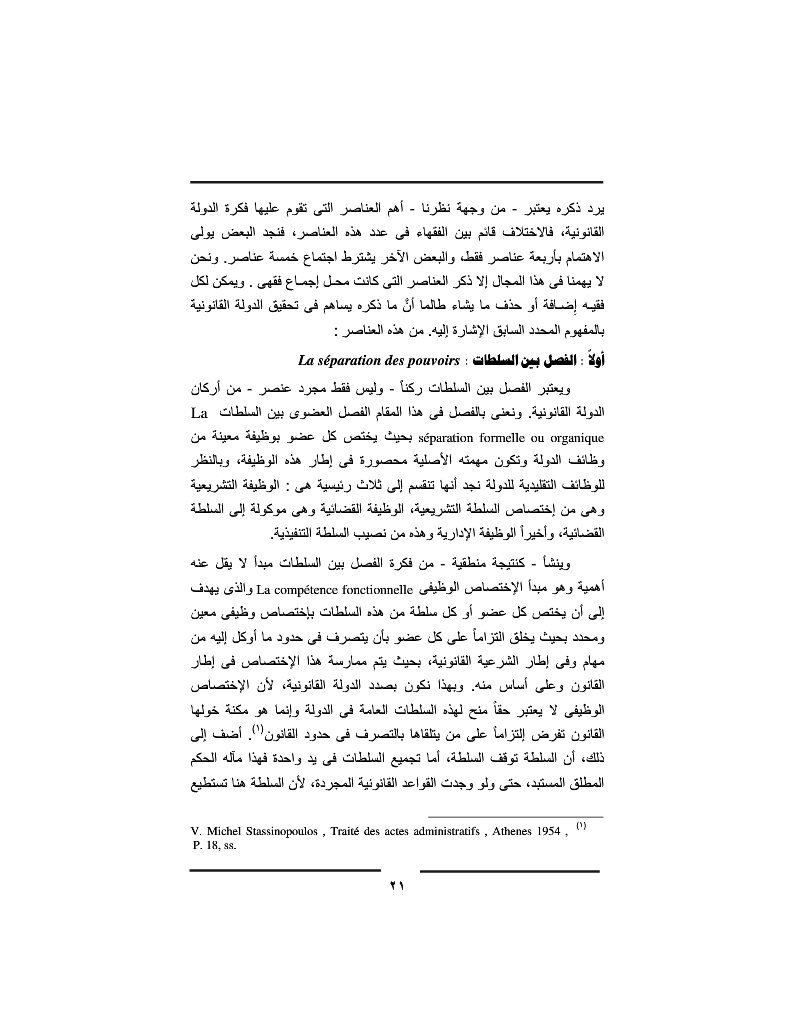 يرد ذكره يعتبر - من وجهة نظرنا - أهم العناصر التى تقوم عليها فكرة الدولة
القانونية، فالاختلاف قائم بين الفقهاء فى عدد هذه العناصر، فنجد البعض يولى
الاهتمام بأربعة عناصر فقط، والبعض الآخر يشترط اجتماع خمسة عناصر. ونحن
لا يهمنا فى هذا المجال إلا ذكر العناصر التى كانت محل إجماع فقهى . ويمكن لكل
فقيه إضافة أو حذف ما يشاء طالما أنَّ ما ذكره يساهم فى تحقيق الدولة القانونية
بالمفهوم المحدد السابق الإشارة إليه. من هذه العناصر :
أولاً : الفصل بين السلطات : La séparation des pouvoirs
ويعتبر الفصل بين السلطات ركناً - وليس فقط مجرد عنصر - من أركان
الدولة القانونية. ونعنى بالفصل فى هذا المقام الفصل العضوى بين السلطات La
séparation formelle ou organique بحيث يختص كل عضو بوظيفة معينة من
وظائف الدولة وتكون مهمته الأصلية محصورة فى إطار هذه الوظيفة، وبالنظر
للوظائف التقليدية للدولة نجد أنها تنقسم إلى ثلاث رئيسية هى : الوظيفة التشريعية
وهى من إختصاص السلطة التشريعية، الوظيفة القضائية وهى موكولة إلى السلطة
القضائية، وأخيراً الوظيفة الإدارية وهذه من نصيب السلطة التنفيذية.
وينشأ - كنتيجة منطقية - من فكرة الفصل بين السلطات مبدأ لا يقل عنه
أهمية وهو مبدأ الإختصاص الوظيفى La compétence fonctionnelle والذى يهدف
إلى أن يختص كل عضو أو كل سلطة من هذه السلطات بإختصاص وظيفى معين
ومحدد بحيث يخلق التزاماً على كل عضو بأن يتصرف فى حدود ما أوكل إليه من
مهام وفى إطار الشرعية القانونية، بحيث يتم ممارسة هذا الإختصاص فى إطار
القانون وعلى أساس منه. وبهذا نكون بصدد الدولة القانونية، لأن الإختصاص
الوظيفى لا يعتبر حقاً منح لهذه السلطات العامة فى الدولة وإنما هو مكنة خولها
القانون تفرض إلتزاماً على من يتلقاها بالتصرف فى حدود القانون(١). أضف إلى
ذلك، أن السلطة توقف السلطة، أما تجميع السلطات فى يد واحدة فهذا مآله الحكم
المطلق المستبد، حتى ولو وجدت القواعد القانونية المجردة، لأن السلطة هنا تستطيع
(١) V. Michel Stassinopoulos , Traité des actes administratifs , Athenes 1954 ,
P. 18, ss.
٢١